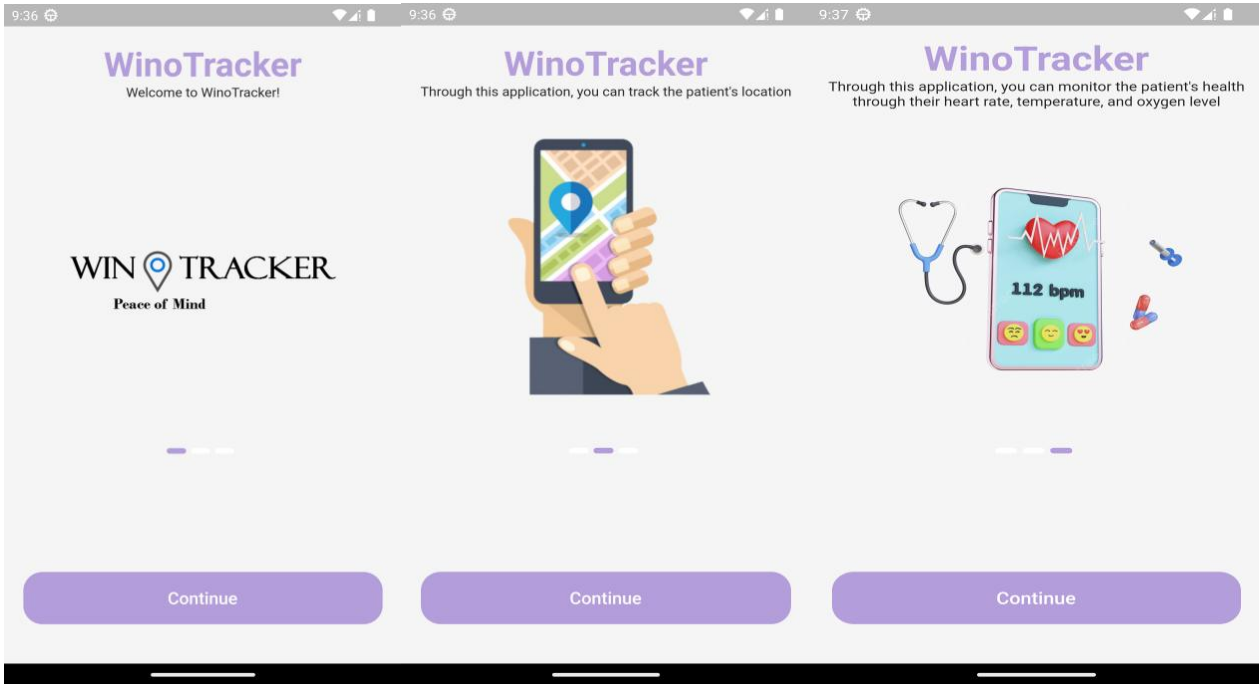 9:36
WinoTracker
Welcome to WinoTracker!
WIN TRACKER
Peace of Mind
Continue
9:36
WinoTracker
Through this application, you can track the patient's location
Continue
9:37
WinoTracker
Through this application, you can monitor the patient's health
through their heart rate, temperature, and oxygen level
112 bpm
Continue